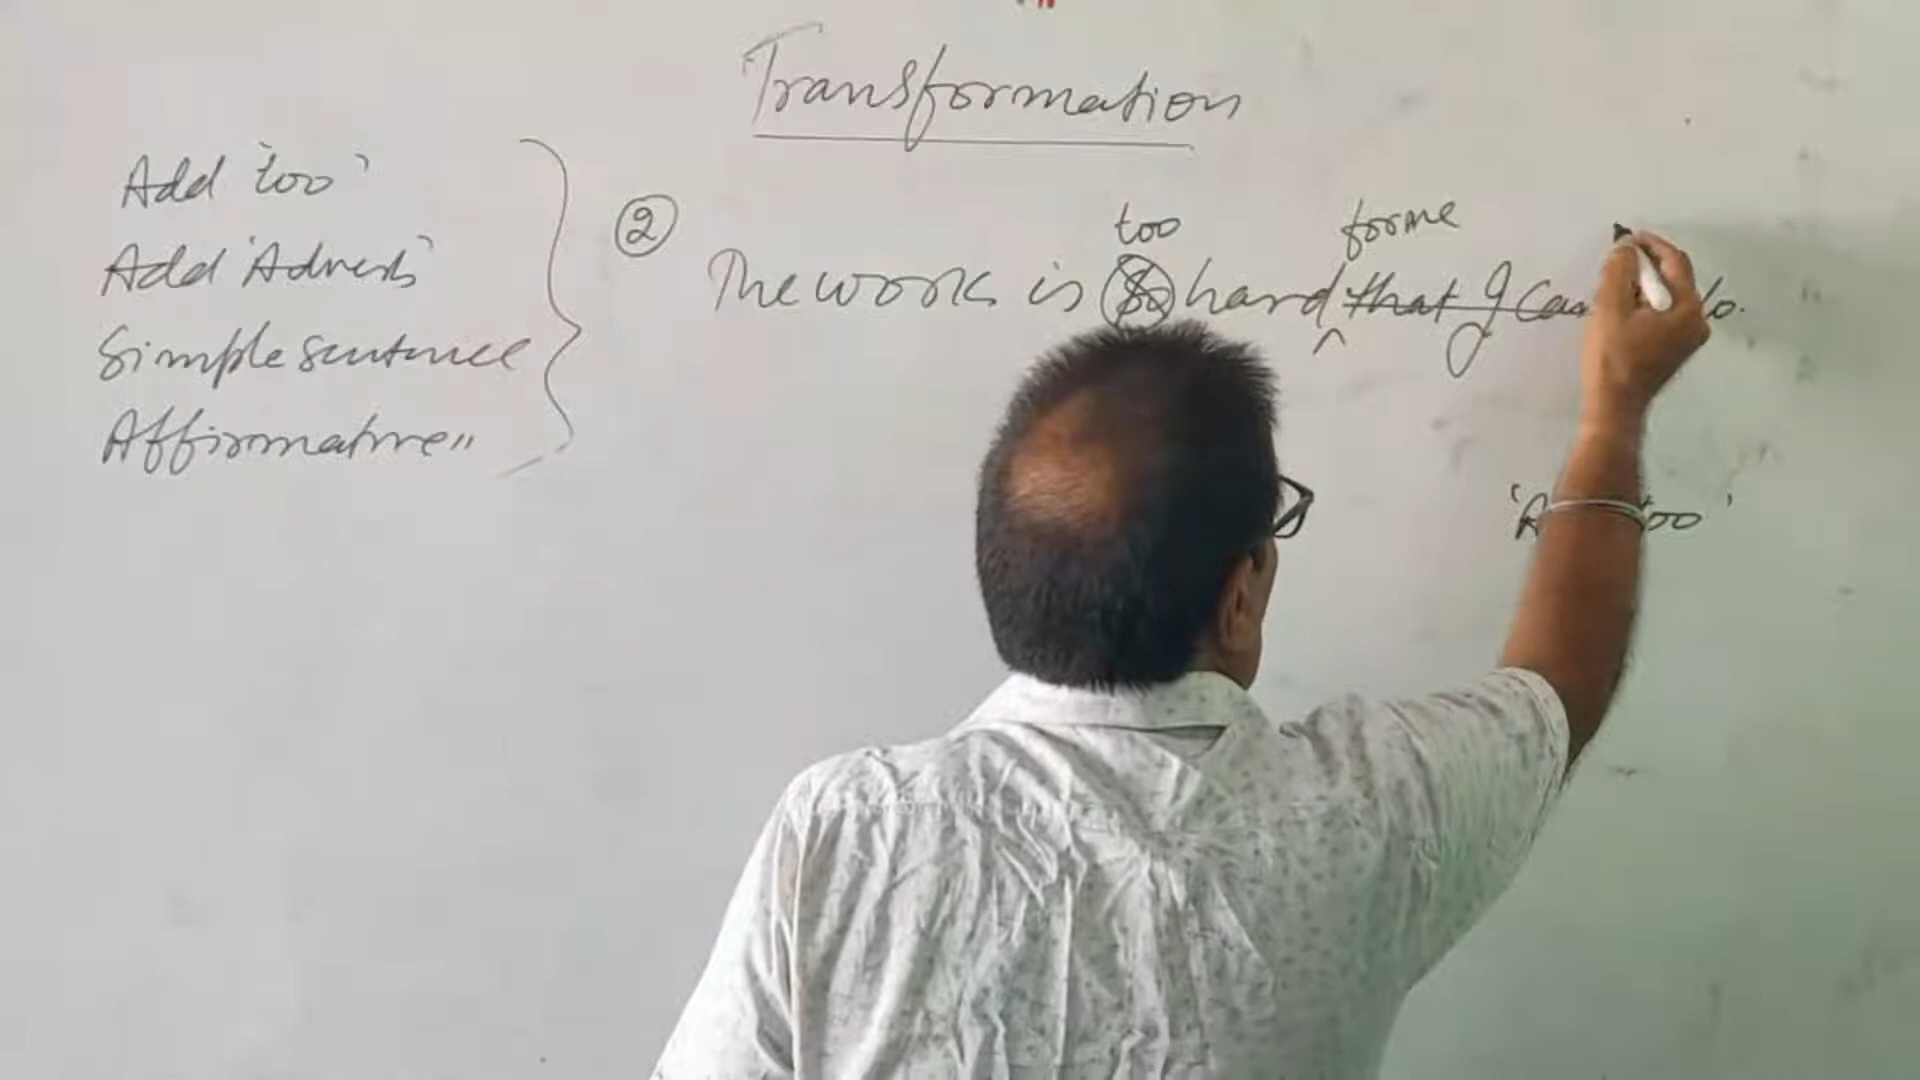 Transformation
Add 'too'
Add 'Adverb'
Simple sentence
Affirmative "
②
too for me
The work is so hard that I can do.
too'